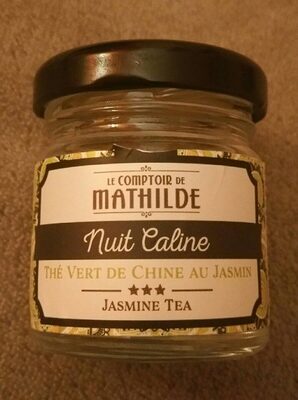 LE COMPTOIR DE
MATHILDE
Nuit Caline
THÉ VERT DE CHINE AU JASMIN
JASMINE TEA